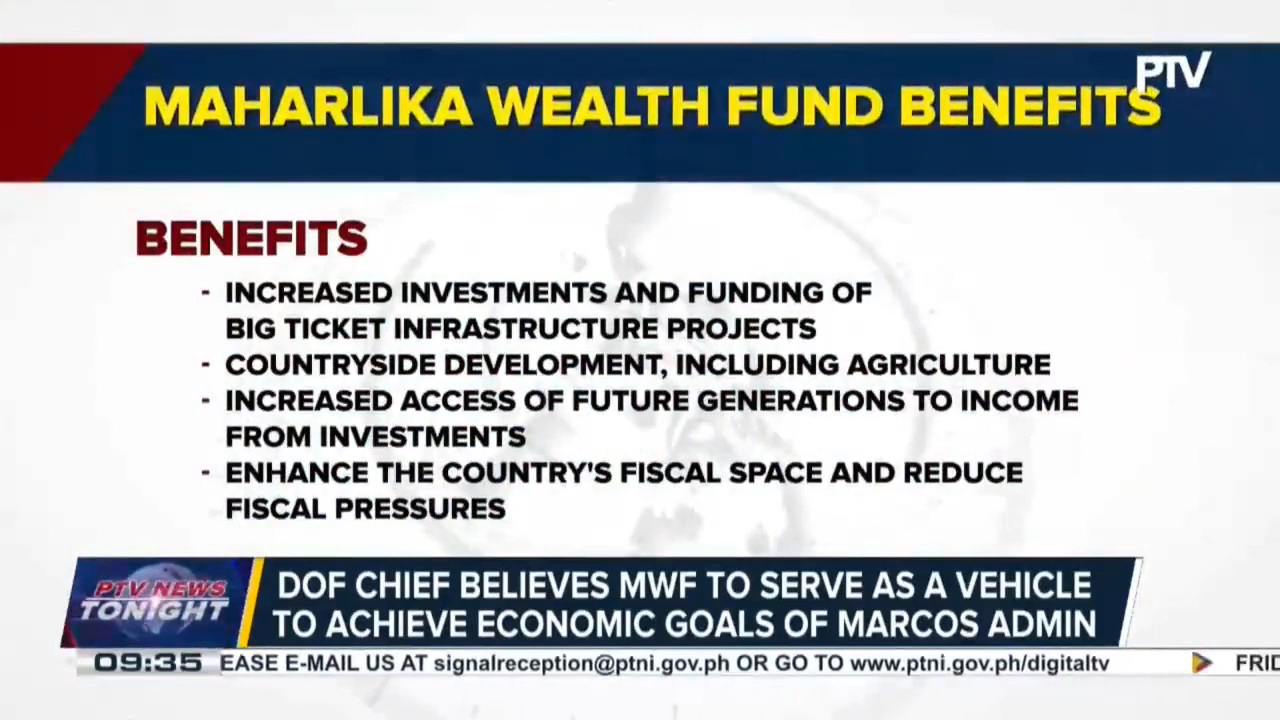 PTV
MAHARLIKA WEALTH FUND BENEFITS
BENEFITS
- INCREASED INVESTMENTS AND FUNDING OF
BIG TICKET INFRASTRUCTURE PROJECTS
- COUNTRYSIDE DEVELOPMENT, INCLUDING AGRICULTURE
- INCREASED ACCESS OF FUTURE GENERATIONS TO INCOME
FROM INVESTMENTS
- ENHANCE THE COUNTRY'S FISCAL SPACE AND REDUCE
FISCAL PRESSURES
PTV NEWS
TONIGHT
DOF CHIEF BELIEVES MWF TO SERVE AS A VEHICLE
TO ACHIEVE ECONOMIC GOALS OF MARCOS ADMIN
09:35 EASE E-MAIL US AT signalreception@ptni.gov.ph OR GO TO www.ptni.gov.ph/digitaltv FRID